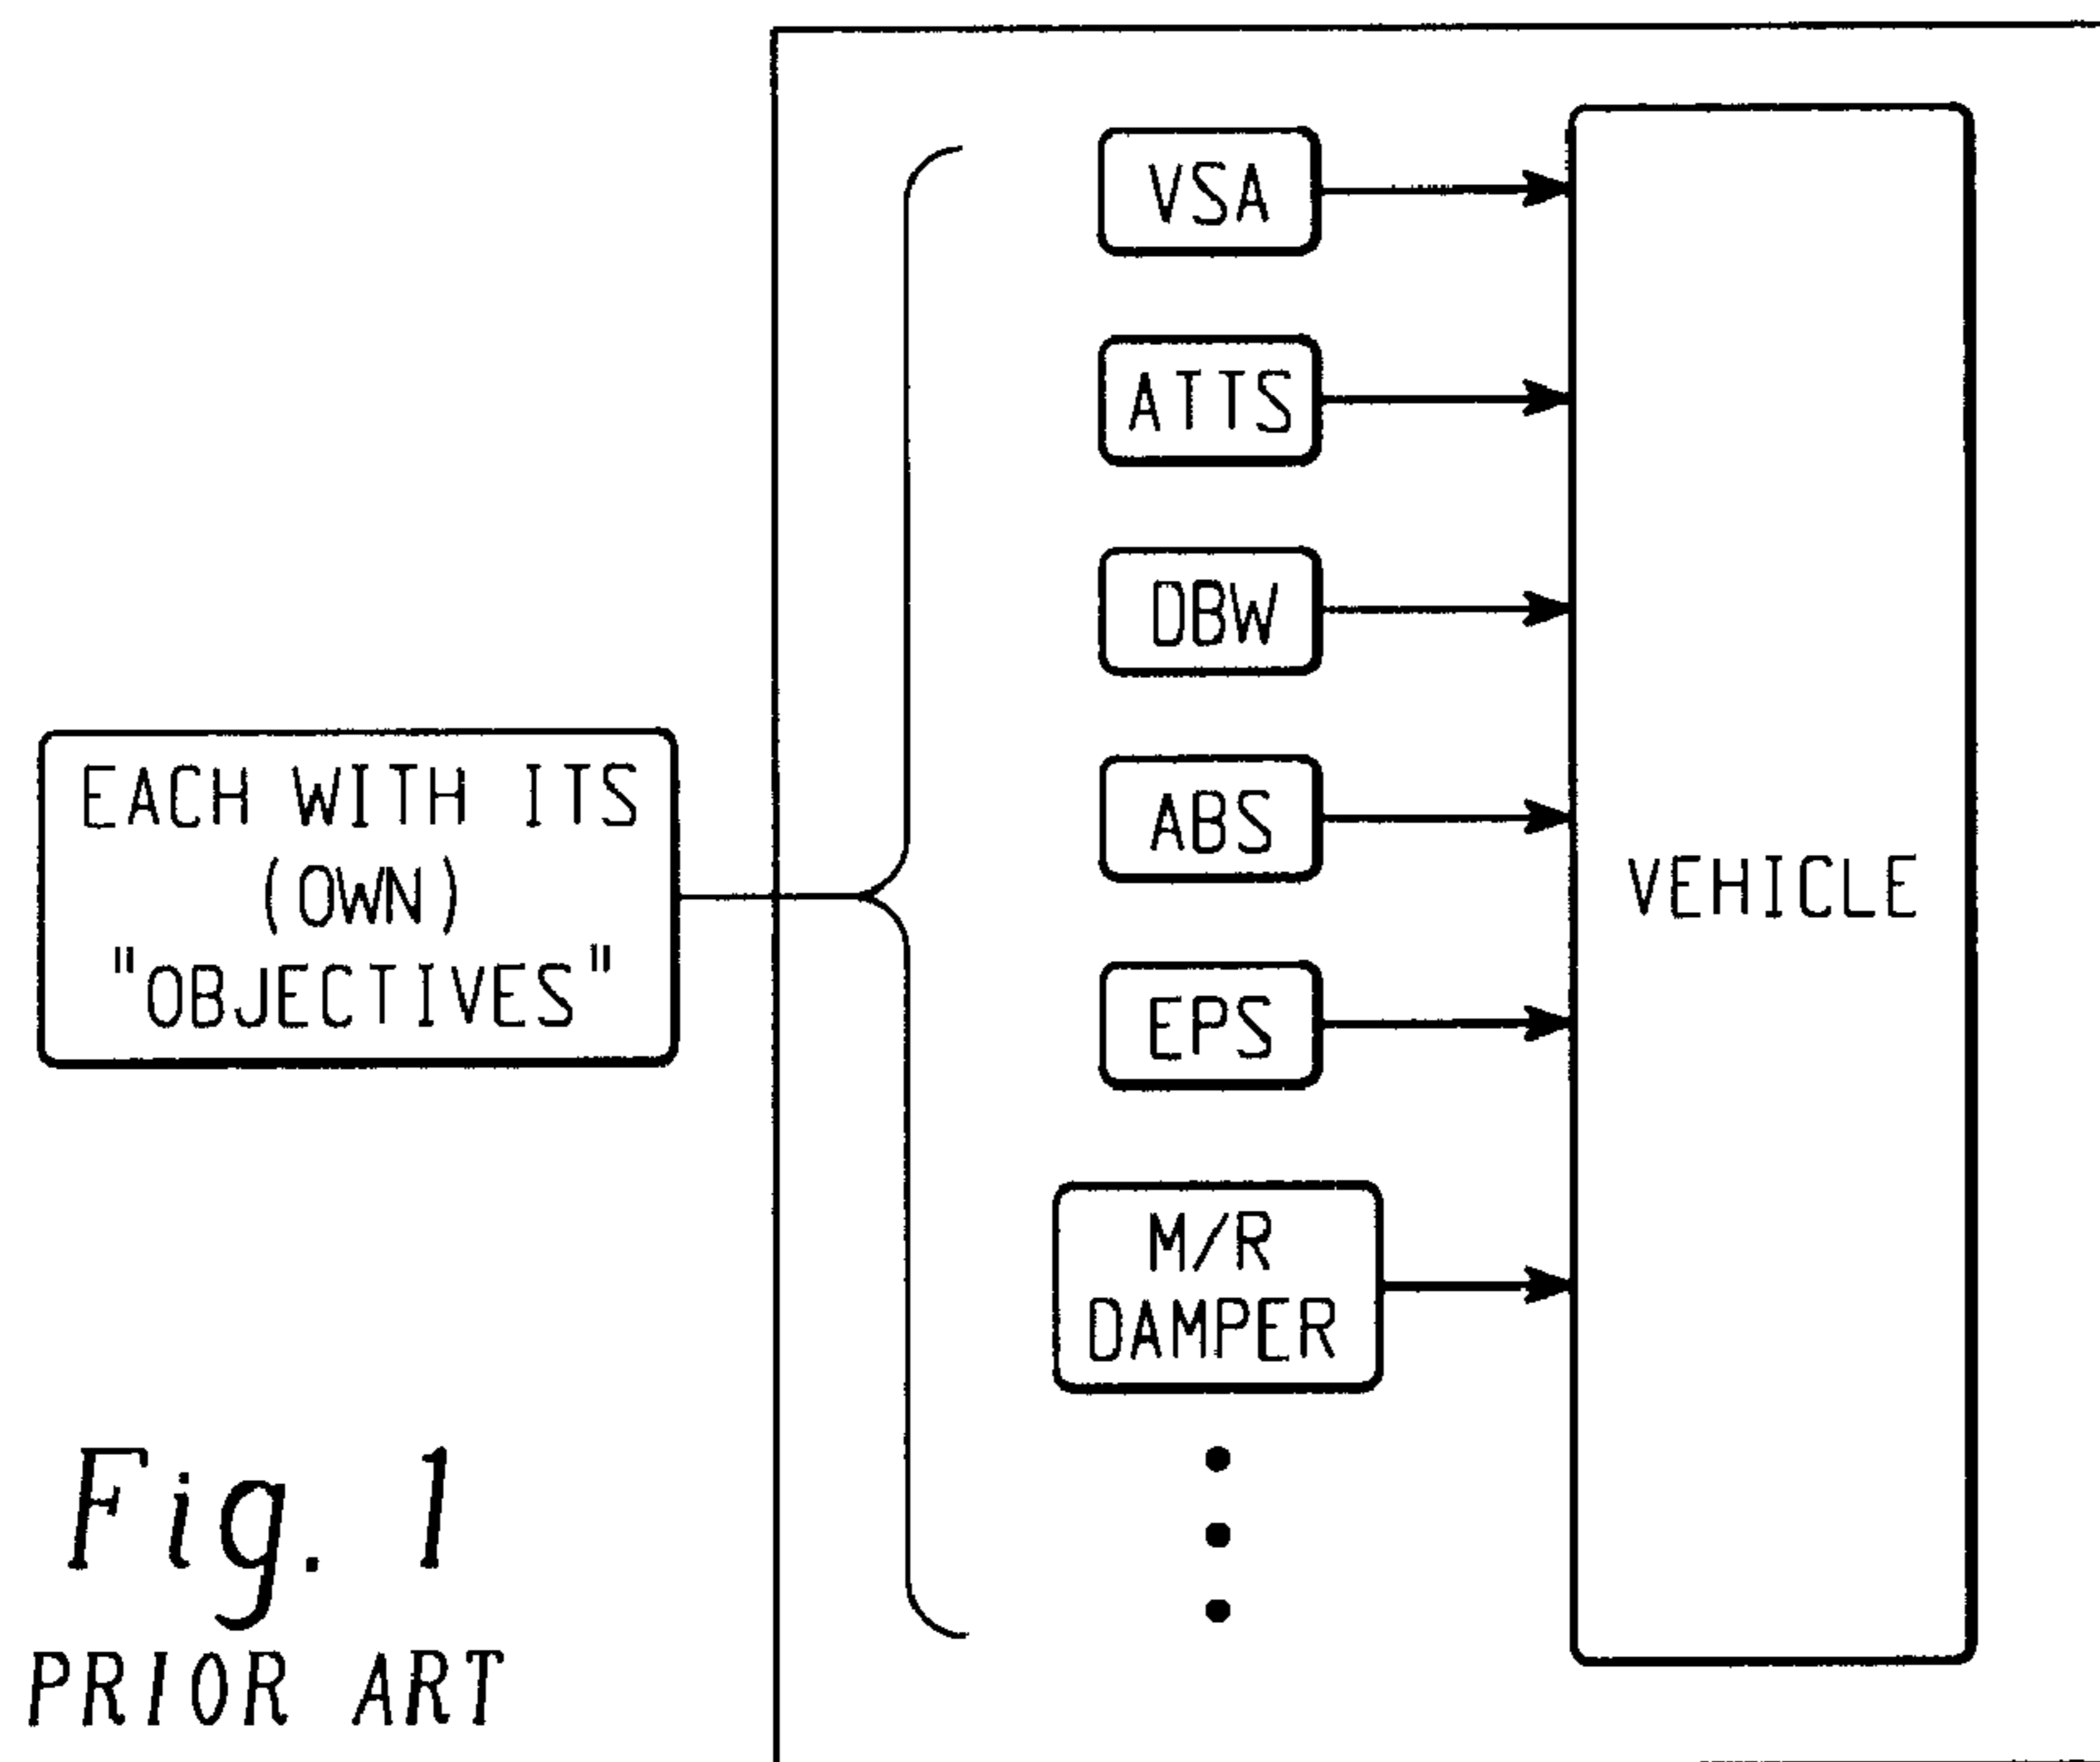 VSA
ATTS
DBW
ABS
EPS
M/R
DAMPER
VEHICLE
EACH WITH ITS
(OWN)
"OBJECTIVES"
Fig. 1
PRIOR ART